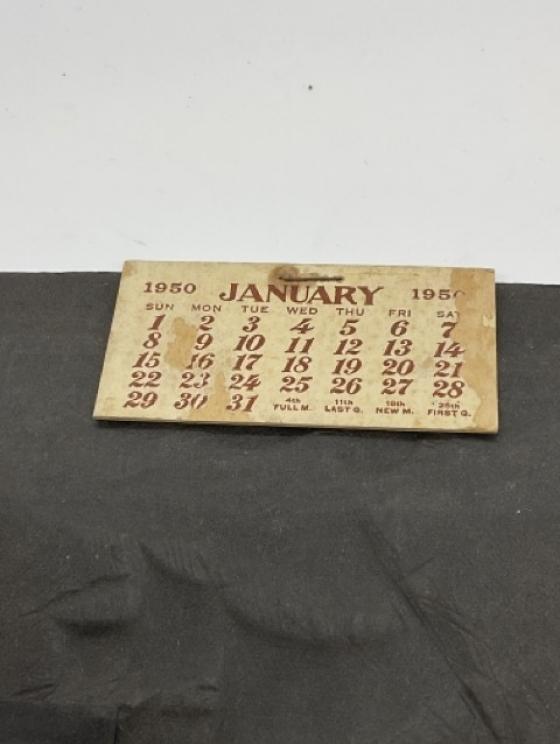 1950 JANUARY 1950
SUN MON TUE WED THU FRI SAT
1 2 3 4 5 6 7
8 9 10 11 12 13 14
15 16 17 18 19 20 21
22 23 24 25 26 27 28
29 30 31 4th FULL M. 11th LAST Q. 18th NEW M. 25th FIRST Q.